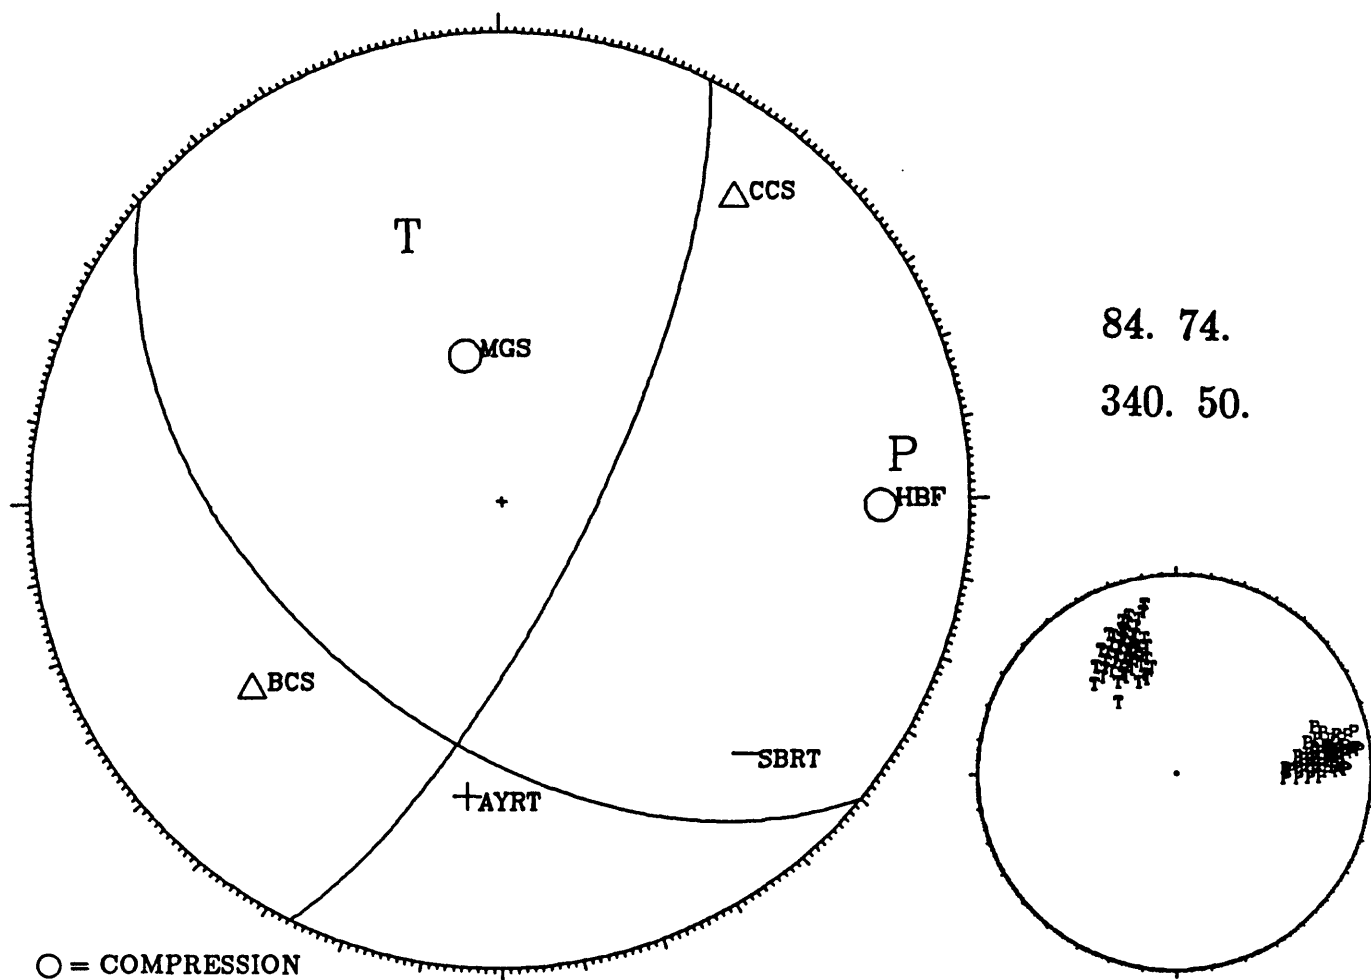 CCS
T
84. 74.
MGS
340. 50.
P
HBF
BCS
SBRT
AYRT
T
= COMPRESSION